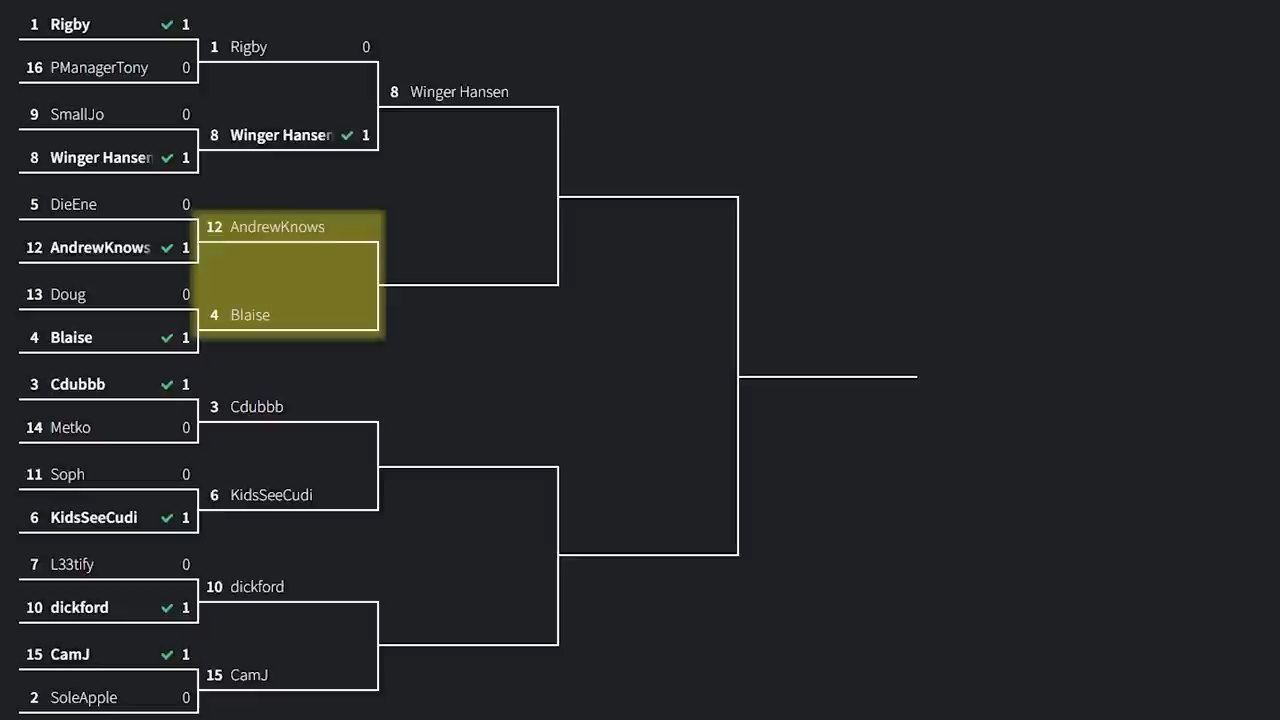 1 Rigby 1
16 PManagerTony 0
9 SmallJo 0
8 Winger Hansen 1
5 DieEne 0
12 AndrewKnows 1
13 Doug 0
4 Blaise 1
3 Cdubbb 1
14 Metko 0
11 Soph 0
6 KidsSeeCudi 1
7 L33tify 0
10 dickford 1
15 CamJ 1
2 SoleApple 0
1 Rigby 0
8 Winger Hansen 1
12 AndrewKnows
4 Blaise
3 Cdubbb
6 KidsSeeCudi
10 dickford
15 CamJ
8 Winger Hansen